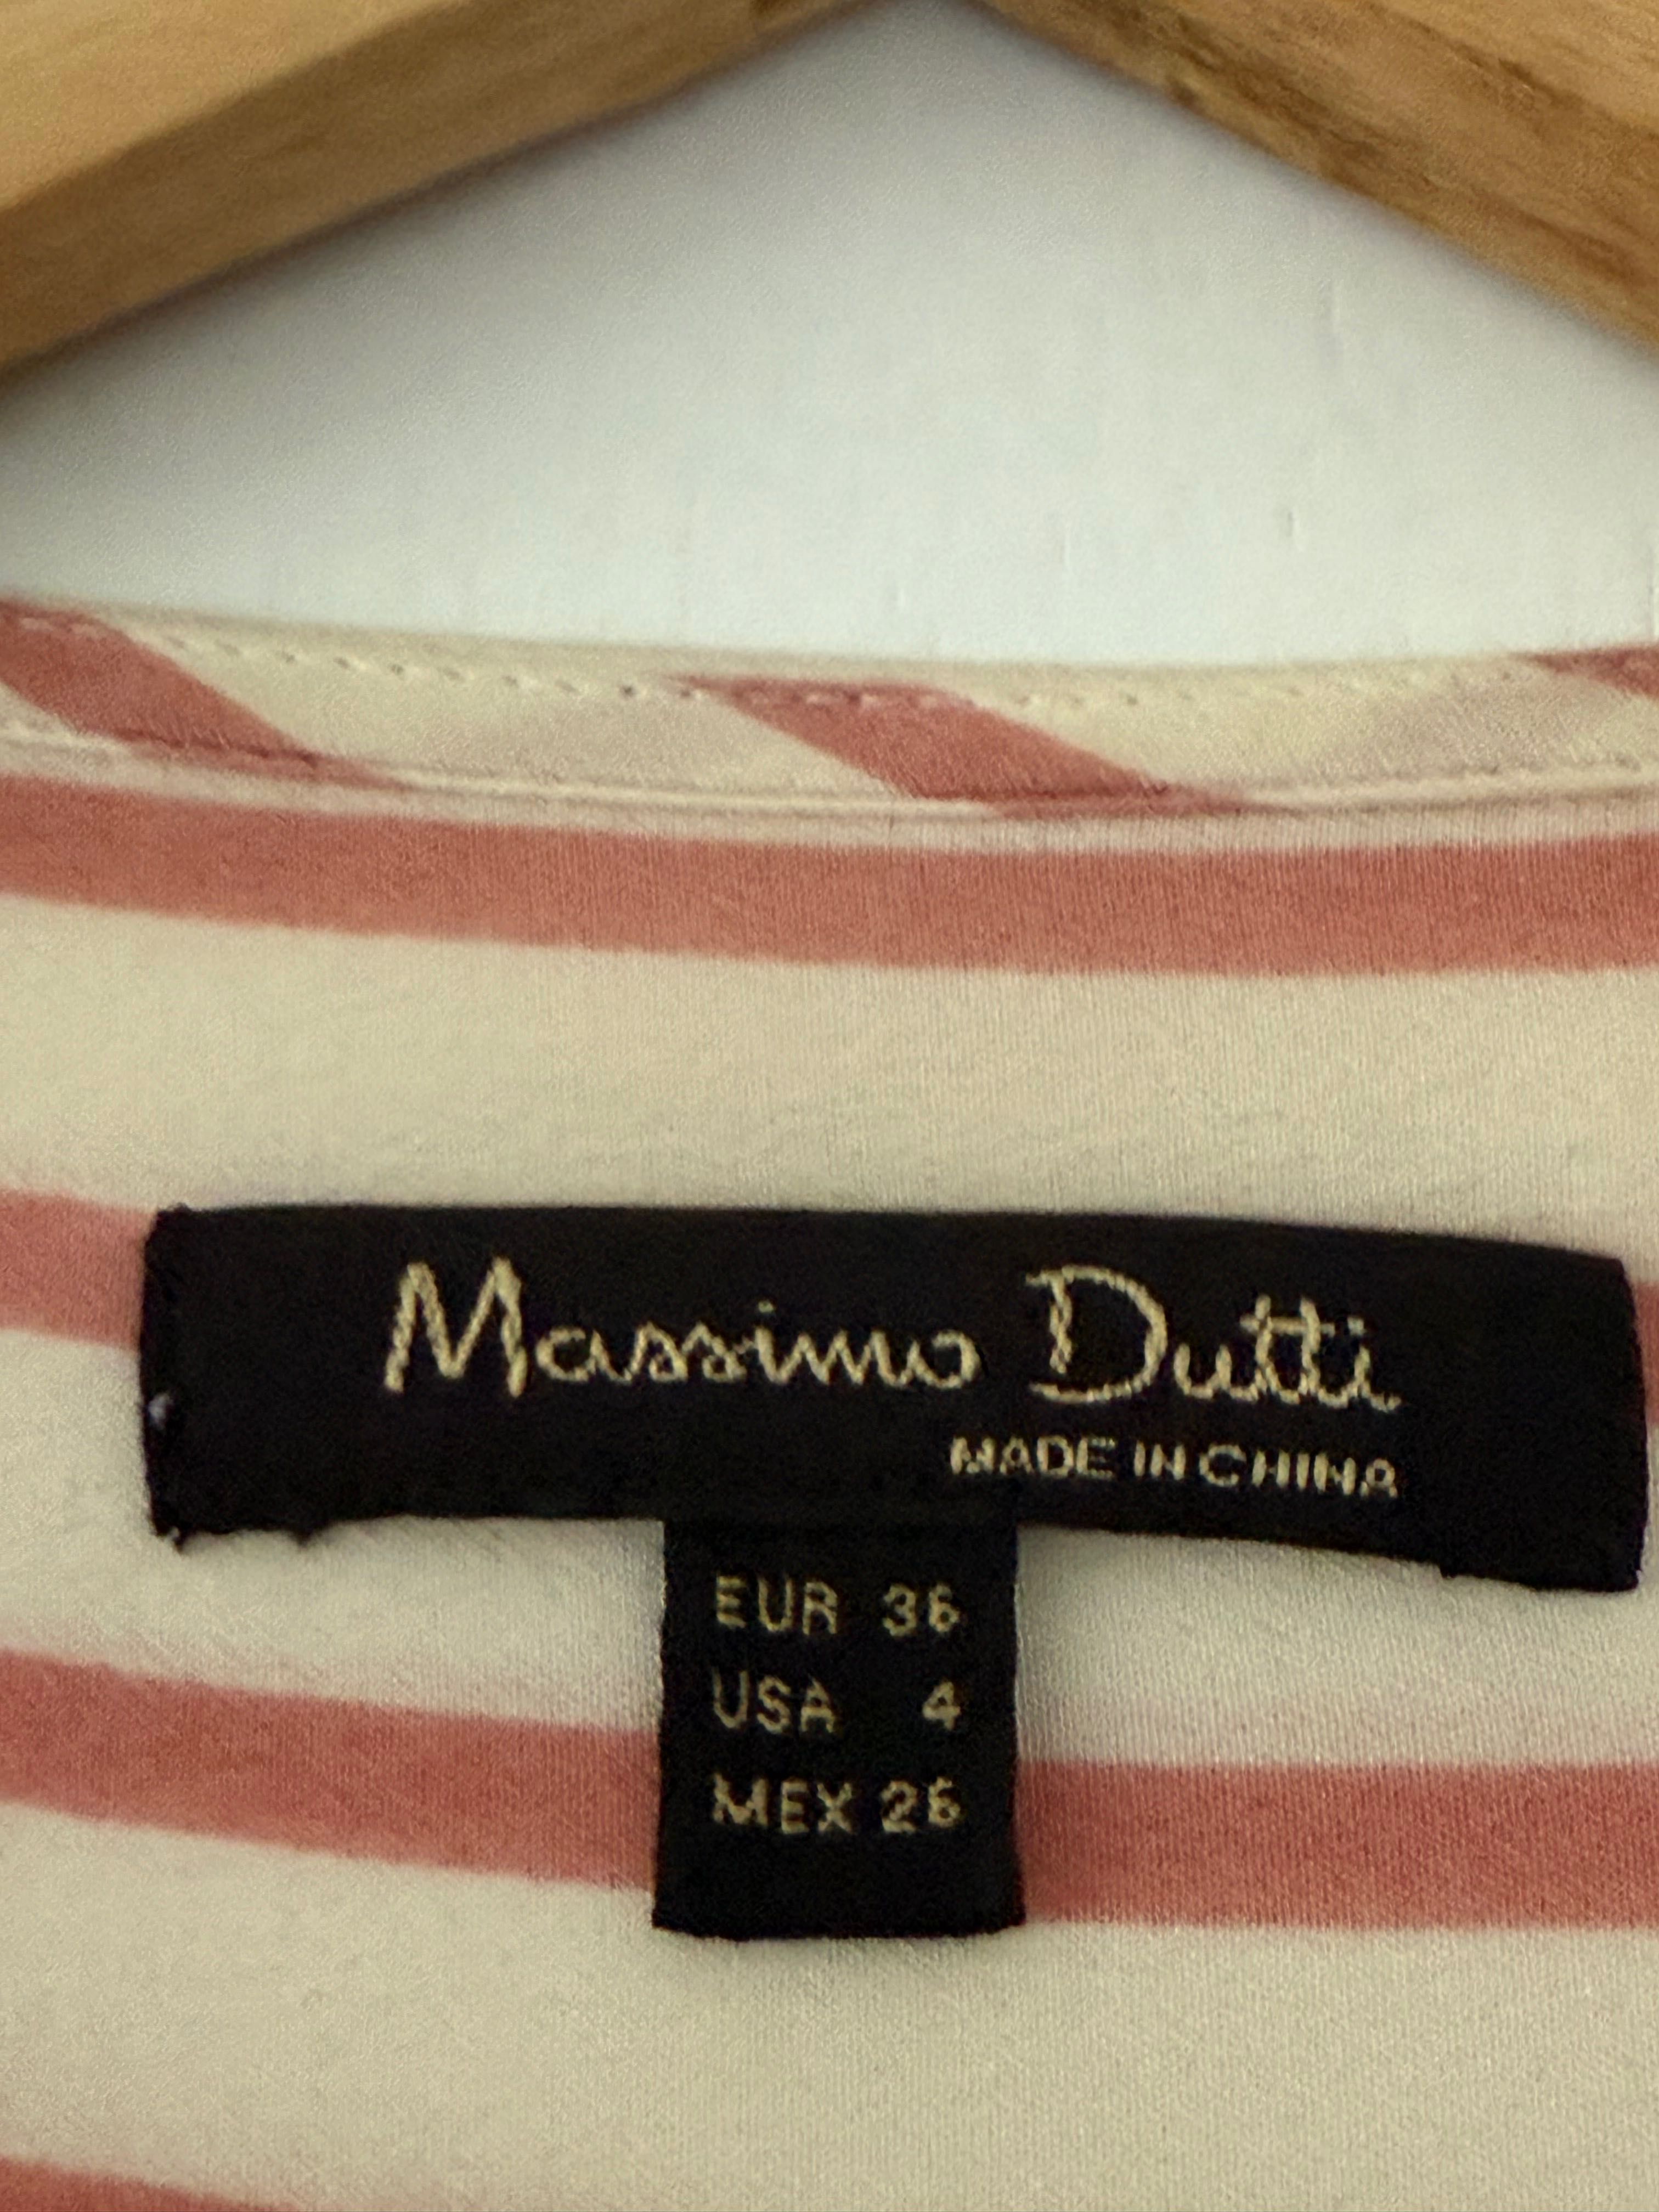 Massimo Dutti
MADE IN CHINA
EUR 36
USA 4
MEX 26